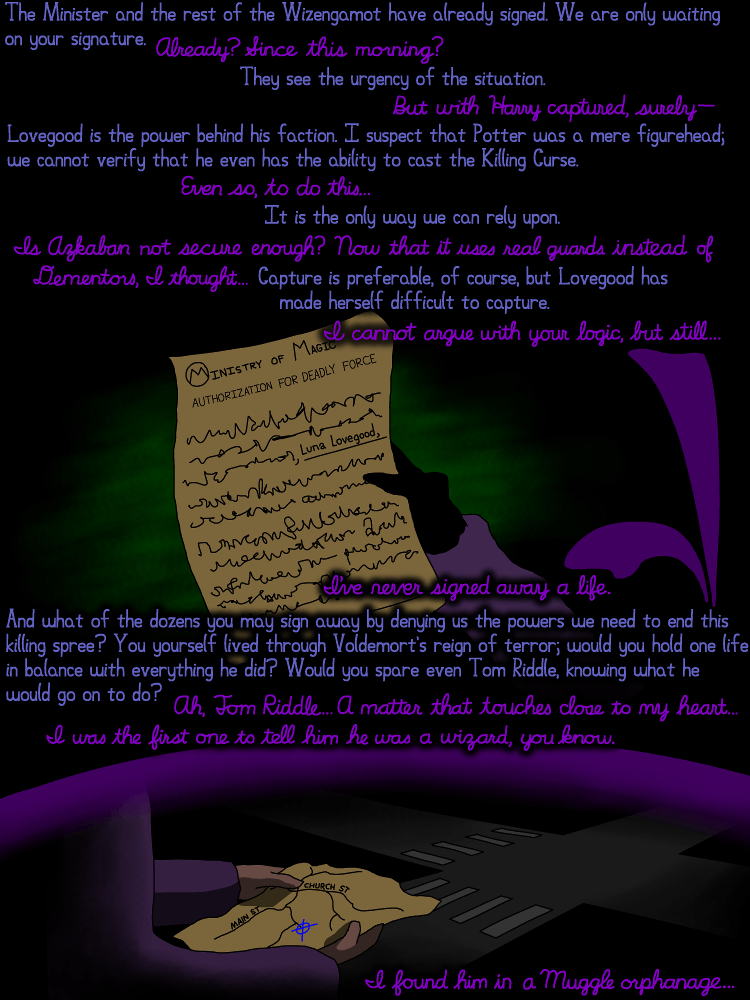 The Minister and the rest of the Wizengamot have already signed. We are only waiting
on your signature.
Already? Since this morning?
They see the urgency of the situation.
But with Harry captured, surely—
Lovegood is the power behind his faction. I suspect that Potter was a mere figurehead;
we cannot verify that he even has the ability to cast the Killing Curse.
Even so, to do this...
It is the only way we can rely upon.
Is Azkaban not secure enough? Now that it uses real guards instead of
Dementors, I thought...
Capture is preferable, of course, but Lovegood has
made herself difficult to capture.
I cannot argue with your logic, but still...
MINISTRY OF MAGIC
AUTHORIZATION FOR DEADLY FORCE
Luna Lovegood,
I've never signed away a life.
And what of the dozens you may sign away by denying us the powers we need to end this
killing spree? You yourself lived through Voldemort's reign of terror; would you hold one life
in balance with everything he did? Would you spare even Tom Riddle, knowing what he
would go on to do?
Ah, Tom Riddle... A matter that touches close to my heart...
I was the first one to tell him he was a wizard, you know.
CHURCH ST
MAIN ST
I found him in a Muggle orphanage...